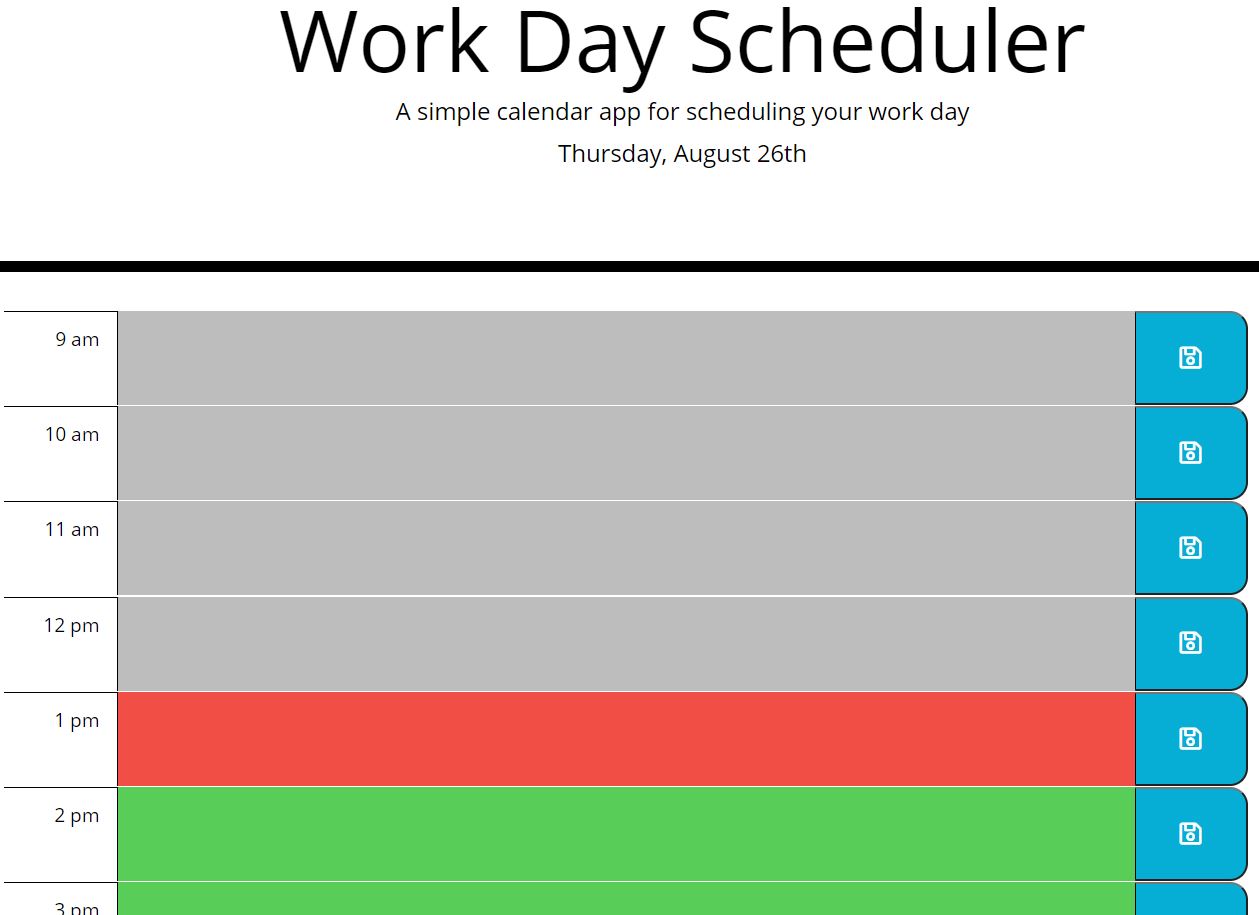 Work Day Scheduler
A simple calendar app for scheduling your work day
Thursday, August 26th
9 am
10 am
11 am
12 pm
1 pm
2 pm
3 pm